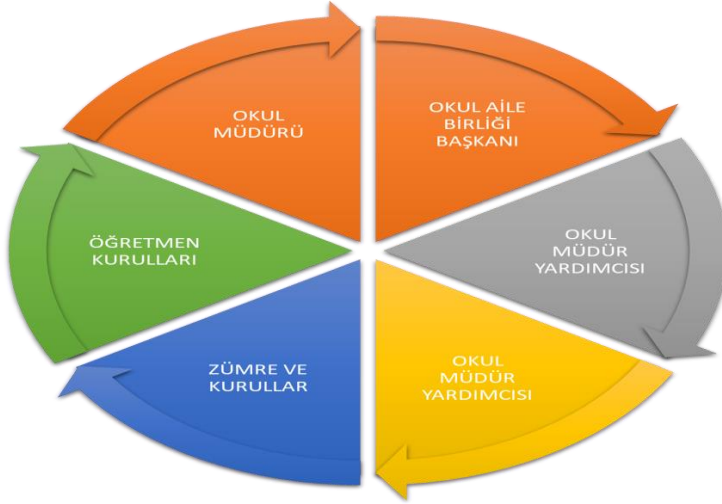 OKUL
MÜDÜRÜ
OKUL AİLE
BİRLİĞİ
BAŞKANI
ÖĞRETMEN
KURULLARI
OKUL
MÜDÜR
YARDIMCISI
ZÜMRE VE
KURULLAR
OKUL
MÜDÜR
YARDIMCISI